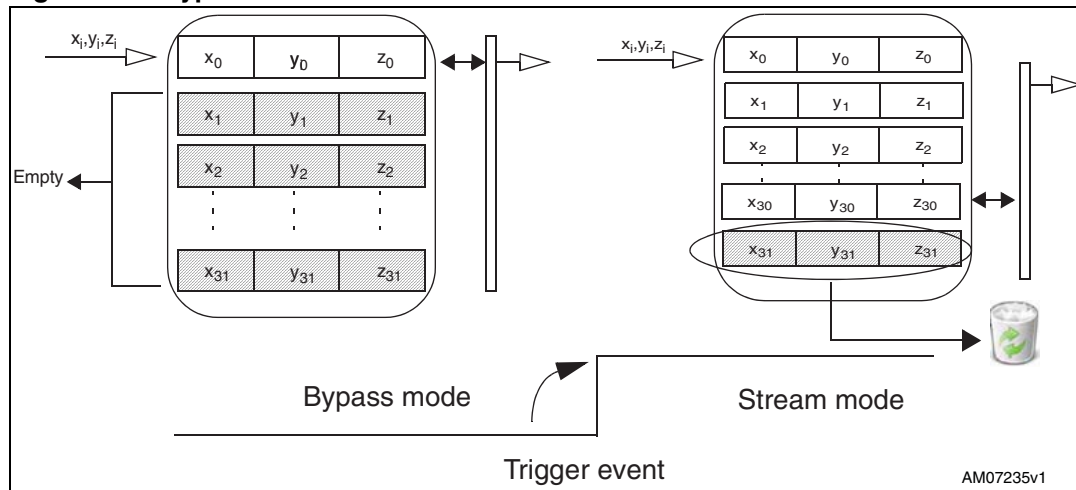 xi,yi,zi
x0 y0 z0
x1 y1 z1
x2 y2 z2
x31 y31 z31
Empty
xi,yi,zi
x0 y0 z0
x1 y1 z1
x2 y2 z2
x30 y30 z30
x31 y31 z31
Bypass mode
Stream mode
Trigger event
AM07235v1